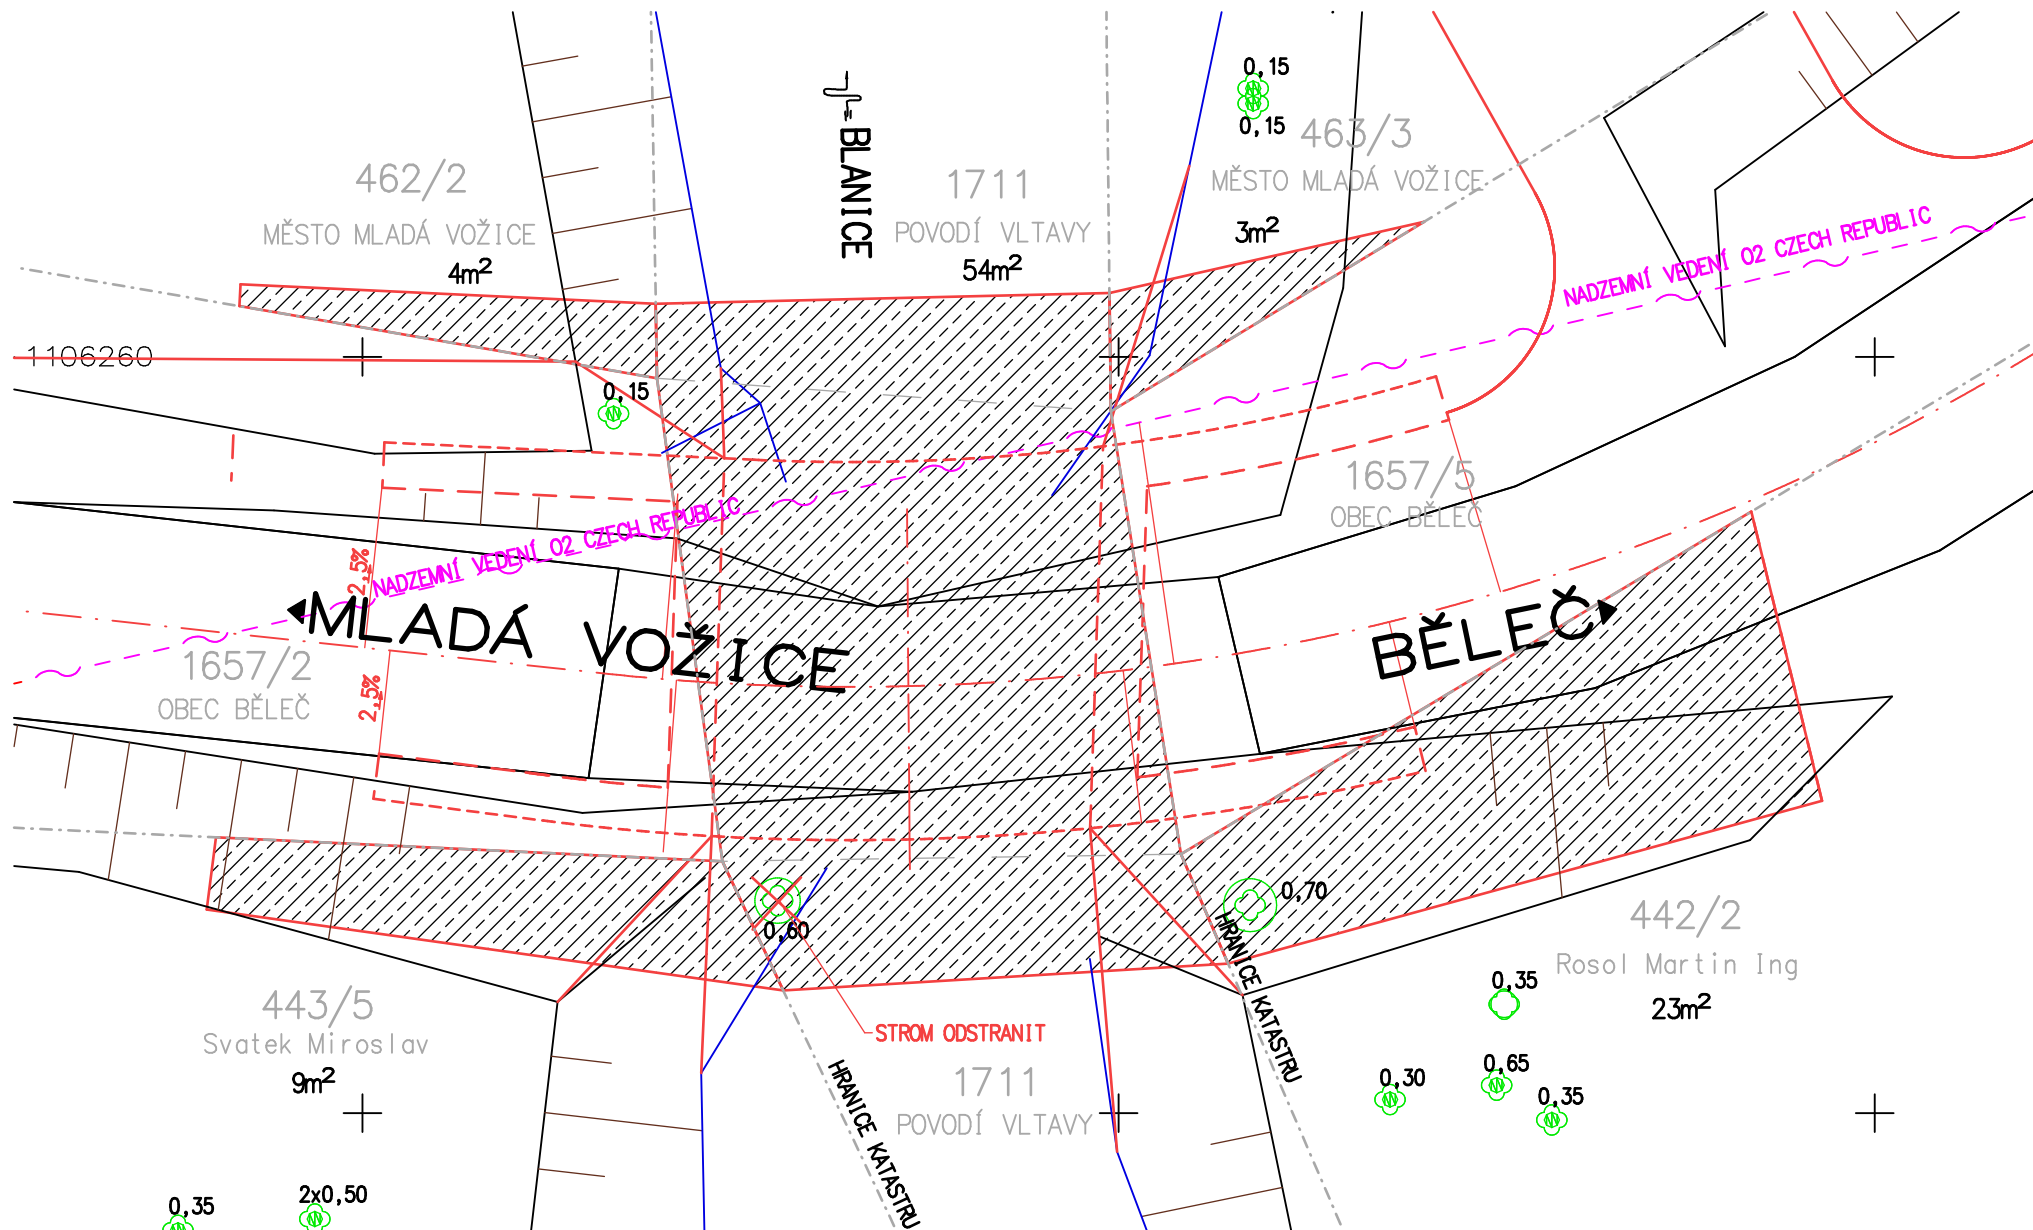 0,15
0,15
463/3
MĚSTO MLADÁ VOŽICE
3m²
BLANICE
1711
POVODÍ VLTAVY
54m²
462/2
MĚSTO MLADÁ VOŽICE
4m²
NADZEMNÍ VEDENÍ O2 CZECH REPUBLIC
1106260
0,15
1657/5
OBEC BĚLEČ
NADZEMNÍ VEDENÍ O2 CZECH REPUBLIC
2,5%
MLADÁ VOŽICE
BĚLEČ
1657/2
OBEC BĚLEČ
2,5%
0,60
0,70
HRANICE KATASTRU
442/2
Rosol Martin Ing
23m²
443/5
Svatek Miroslav
9m²
STROM ODSTRANIT
1711
POVODÍ VLTAVY
HRANICE KATASTRU
0,35
0,65
0,30
0,35
2x0,50
0,35